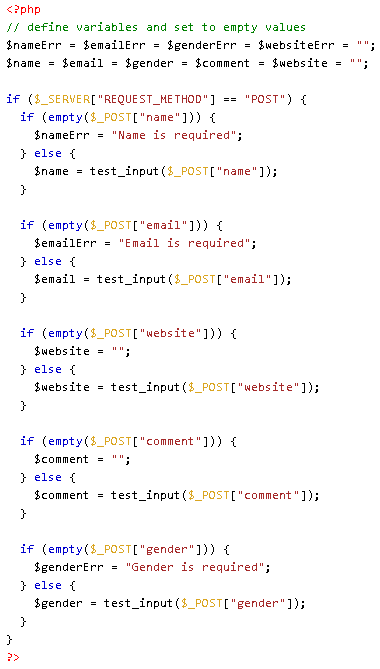 <?php
// define variables and set to empty values
$nameErr = $emailErr = $genderErr = $websiteErr = "";
$name = $email = $gender = $comment = $website = "";

if ($_SERVER["REQUEST_METHOD"] == "POST") {
  if (empty($_POST["name"])) {
    $nameErr = "Name is required";
  } else {
    $name = test_input($_POST["name"]);
  }

  if (empty($_POST["email"])) {
    $emailErr = "Email is required";
  } else {
    $email = test_input($_POST["email"]);
  }

  if (empty($_POST["website"])) {
    $website = "";
  } else {
    $website = test_input($_POST["website"]);
  }

  if (empty($_POST["comment"])) {
    $comment = "";
  } else {
    $comment = test_input($_POST["comment"]);
  }

  if (empty($_POST["gender"])) {
    $genderErr = "Gender is required";
  } else {
    $gender = test_input($_POST["gender"]);
  }
}
?>